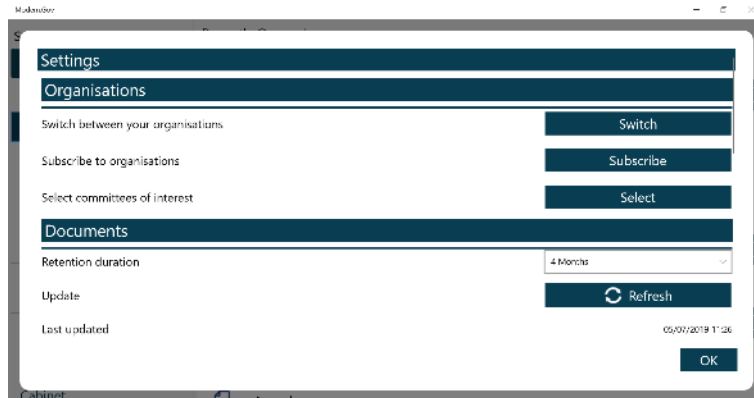 ModernGov
Settings
Organisations
Switch between your organisations
Switch
Subscribe to organisations
Subscribe
Select committees of interest
Select
Documents
Retention duration
4 Months
Update
Refresh
Last updated
05/07/2019 11:26
OK
Cabinet